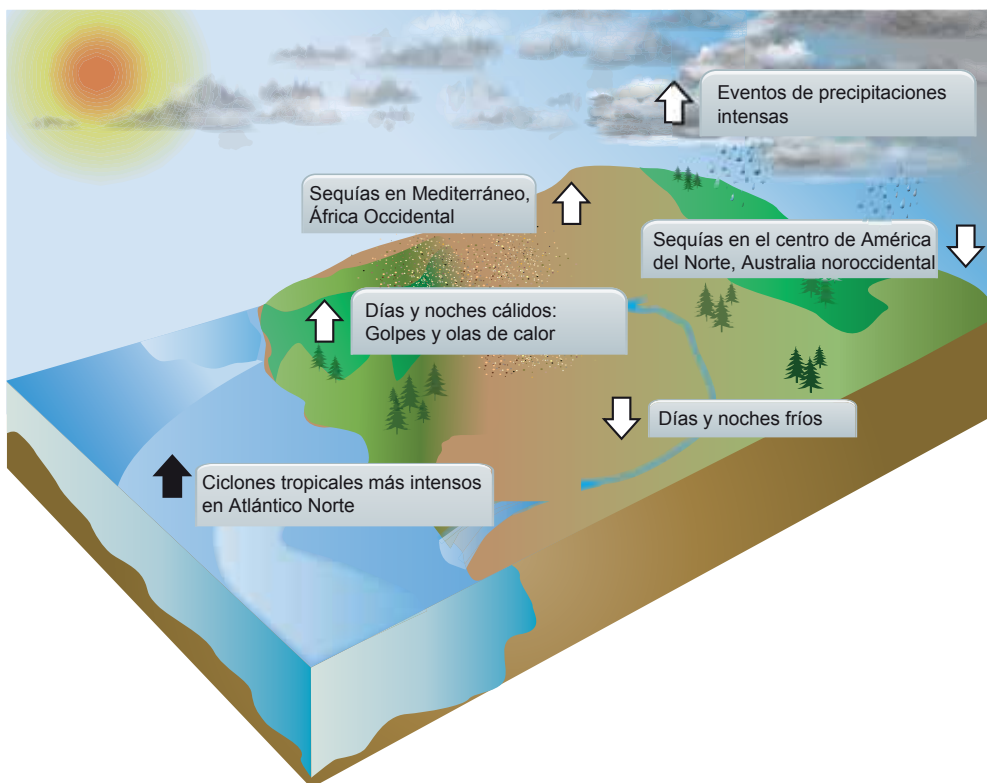 Eventos de precipitaciones
intensas
Sequías en Mediterráneo,
África Occidental
Sequías en el centro de América
del Norte, Australia noroccidental
Días y noches cálidos:
Golpes y olas de calor
Días y noches fríos
Ciclones tropicales más intensos
en Atlántico Norte